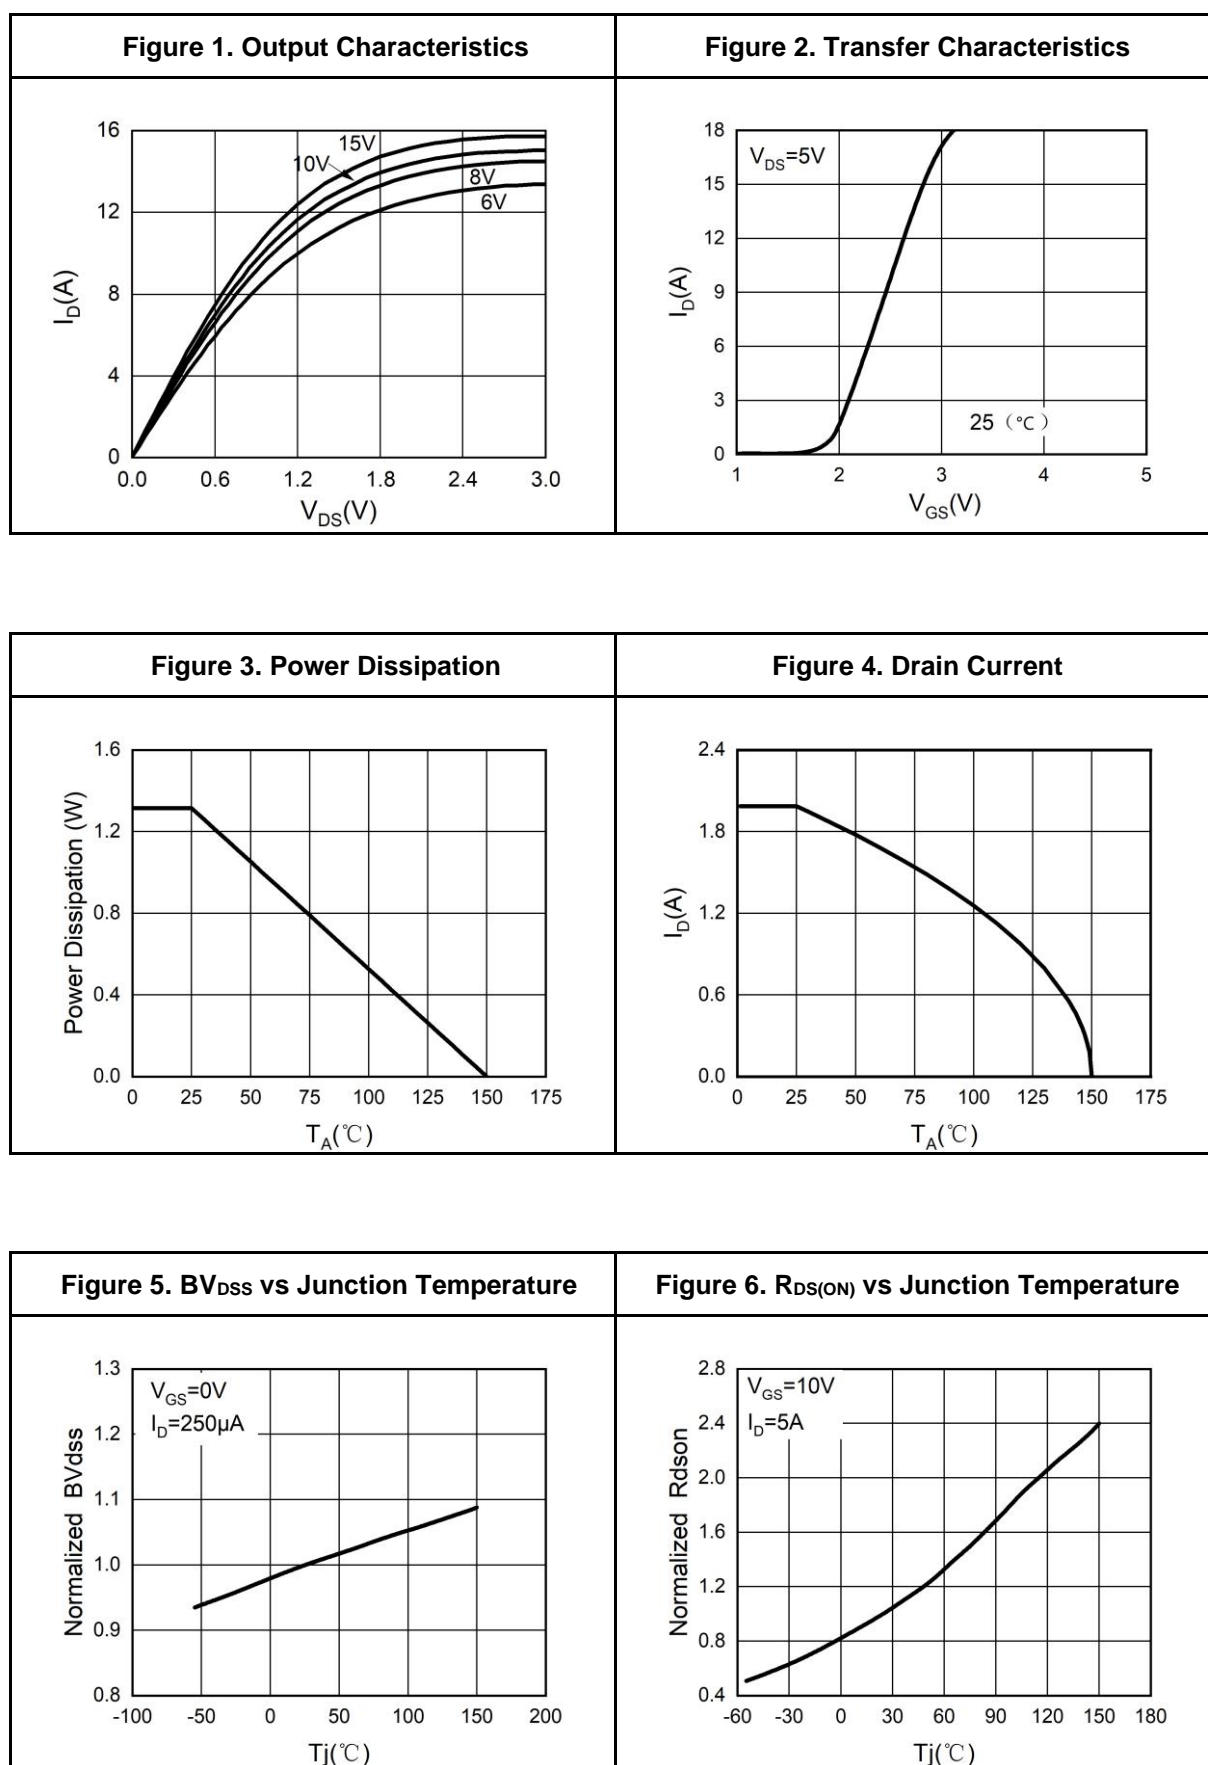 Figure 1. Output Characteristics
Figure 2. Transfer Characteristics
16
12
8
4
0
15V
10V
8V
6V
I_D(A)
0.0 0.6 1.2 1.8 2.4 3.0
V_DS(V)
18
15
12
9
6
3
0
V_DS=5V
25（℃）
I_D(A)
1 2 3 4 5
V_GS(V)
Figure 3. Power Dissipation
Figure 4. Drain Current
1.6
1.2
0.8
0.4
0.0
Power Dissipation (W)
0 25 50 75 100 125 150 175
T_A(℃)
2.4
1.8
1.2
0.6
0.0
I_D(A)
0 25 50 75 100 125 150 175
T_A(℃)
Figure 5. BV_DSS vs Junction Temperature
Figure 6. R_DS(ON) vs Junction Temperature
1.3
1.2
1.1
1.0
0.9
0.8
V_GS=0V
I_D=250μA
Normalized BVdss
-100 -50 0 50 100 150 200
Tj(℃)
2.8
2.4
2.0
1.6
1.2
0.8
0.4
V_GS=10V
I_D=5A
Normalized Rdson
-60 -30 0 30 60 90 120 150 180
Tj(℃)